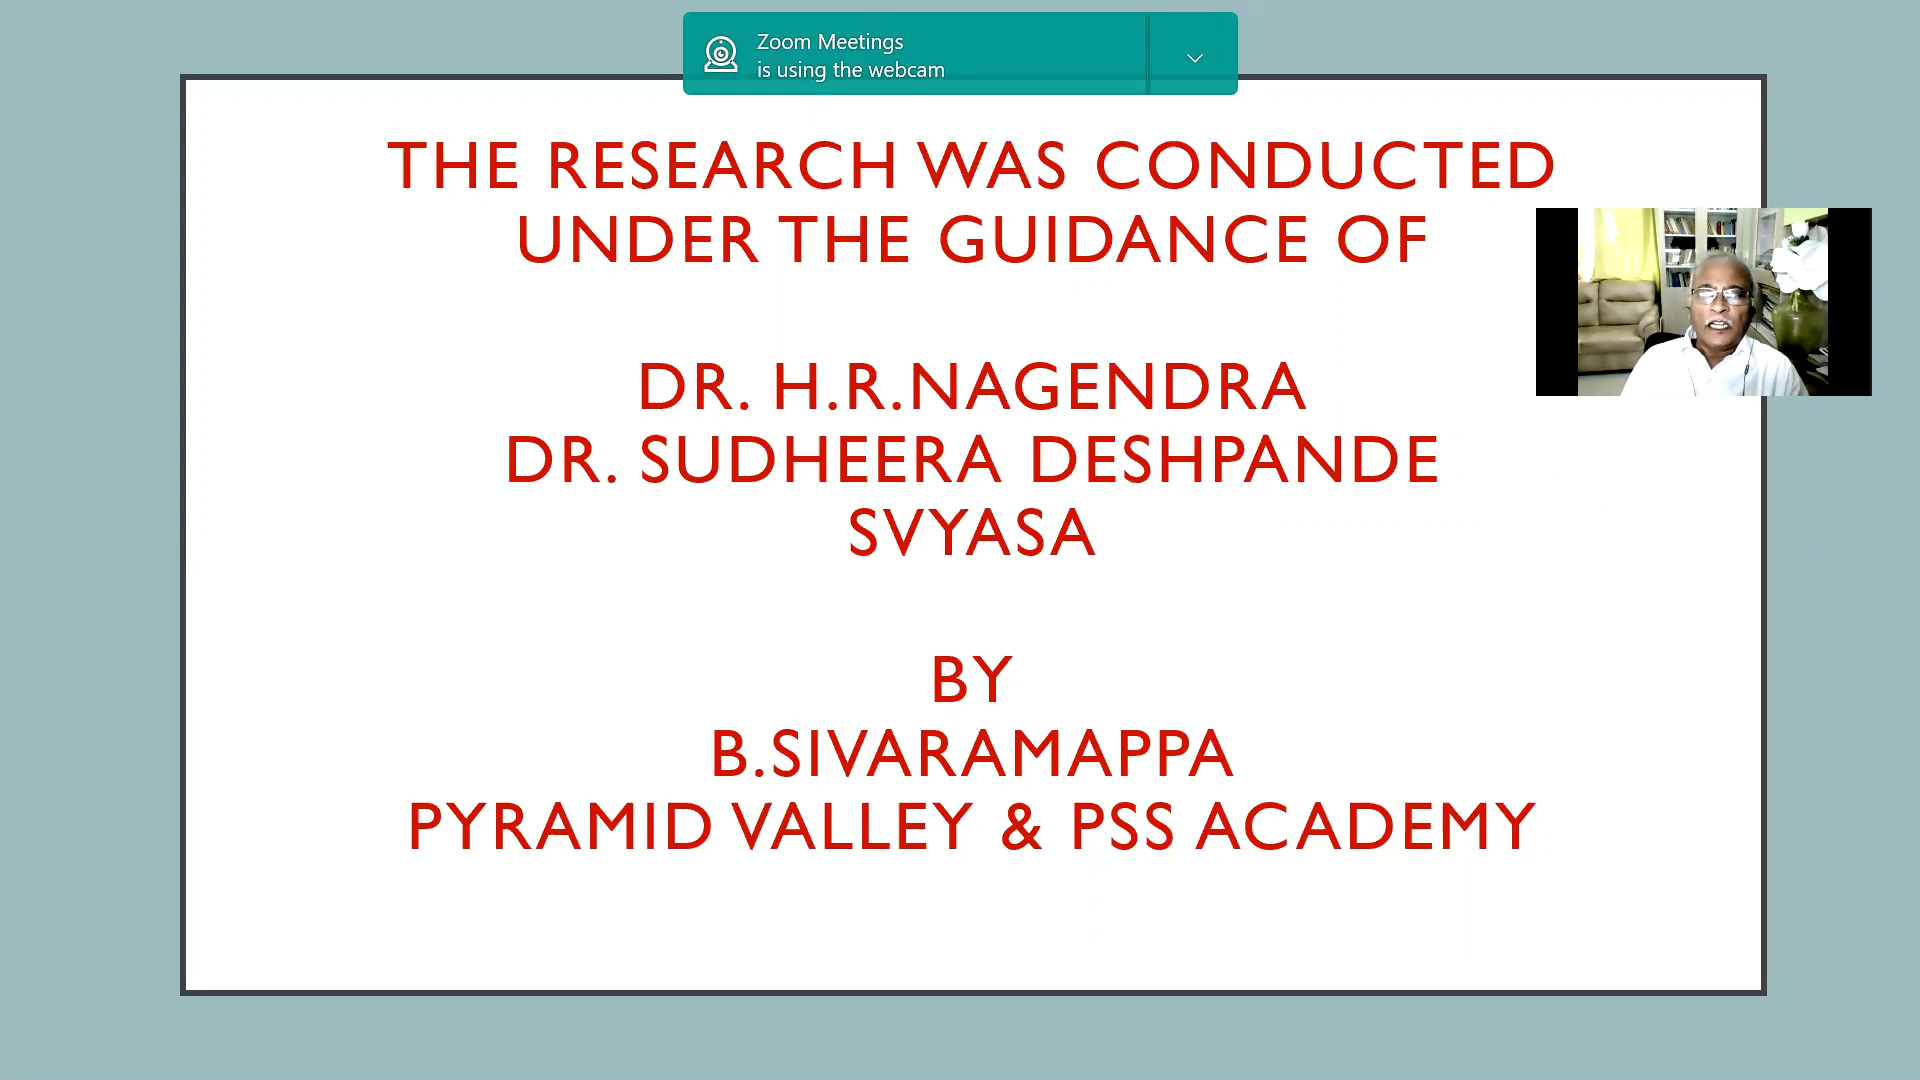 Zoom Meetings
is using the webcam
THE RESEARCH WAS CONDUCTED
UNDER THE GUIDANCE OF
DR. H.R.NAGENDRA
DR. SUDHEERA DESHPANDE
SVYASA
BY
B.SIVARAMAPPA
PYRAMID VALLEY & PSS ACADEMY